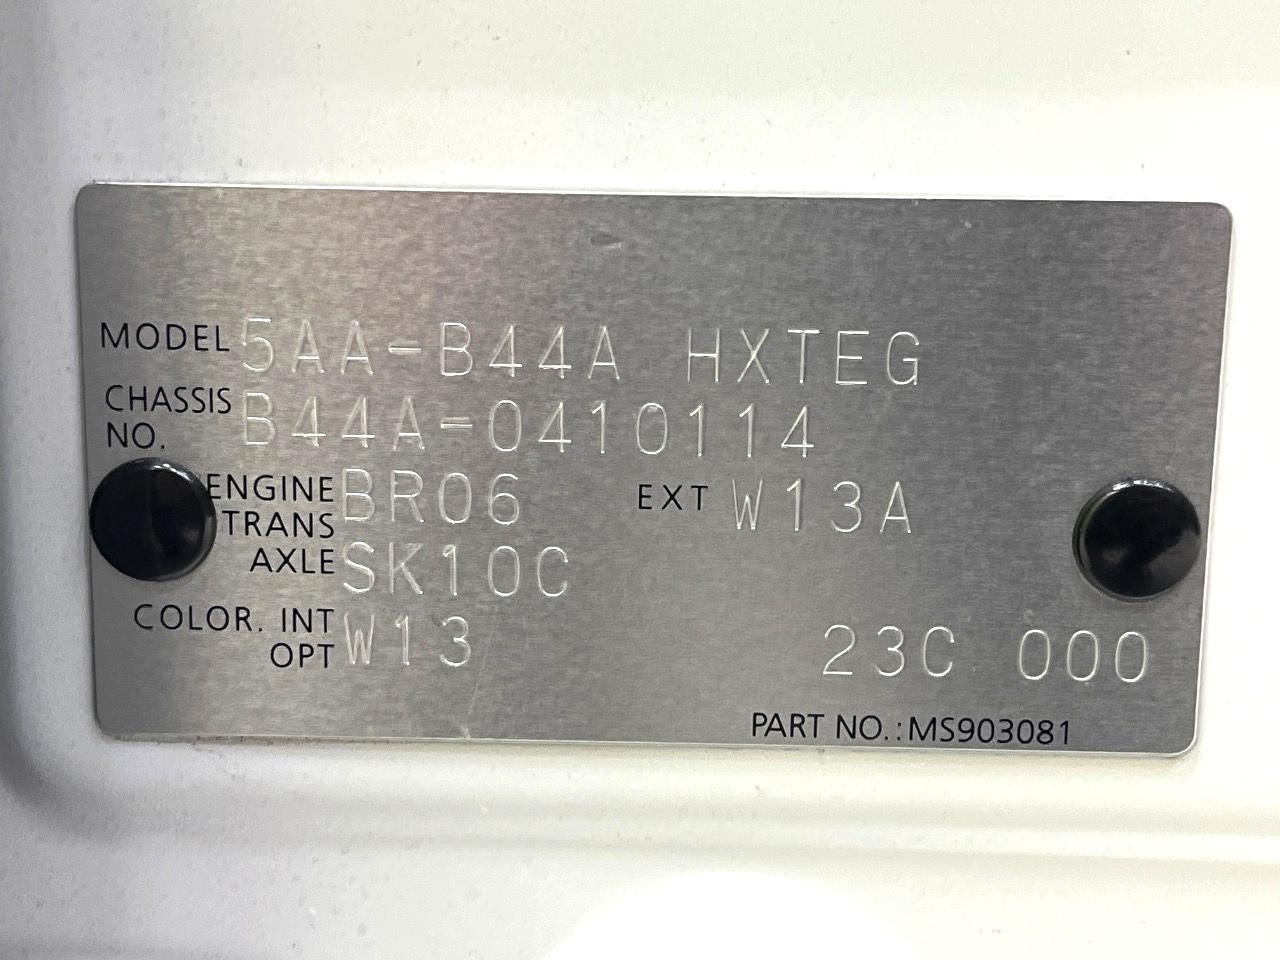 MODEL 5AA-B44A HXTEG
CHASSIS NO. B44A-0410114
ENGINE BR06 EXT W13A
TRANS
AXLE SK10C
COLOR. INT W13
OPT 23C 000
PART NO.:MS903081